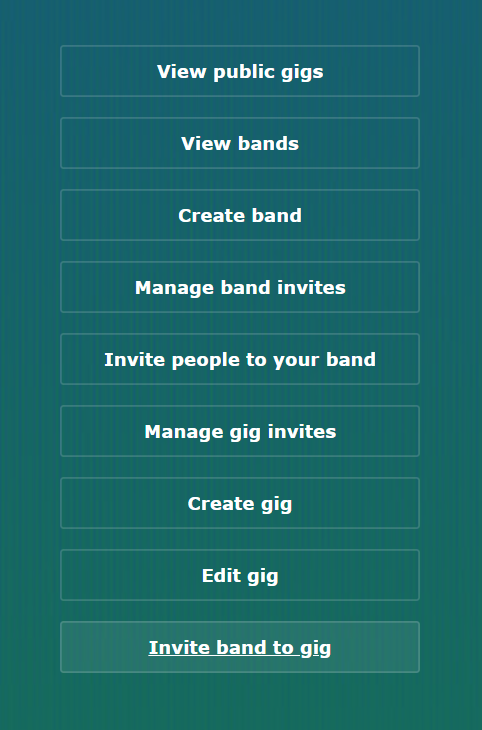 View public gigs
View bands
Create band
Manage band invites
Invite people to your band
Manage gig invites
Create gig
Edit gig
Invite band to gig